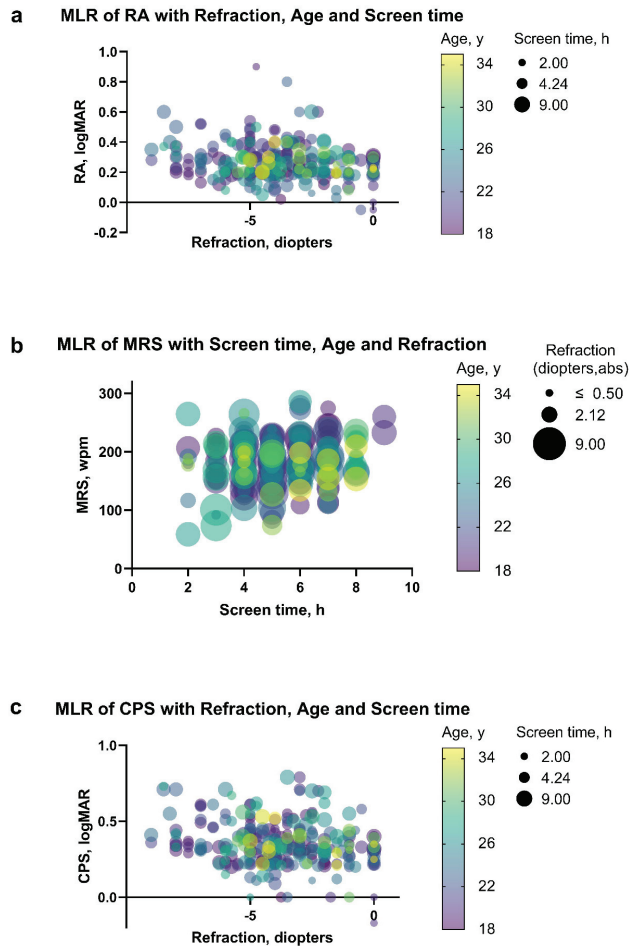 a
MLR of RA with Refraction, Age and Screen time
Age, y
Screen time, h
RA, logMAR
1.0
0.8
0.6
0.4
0.2
0.0
-0.2
-5
0
Refraction, diopters
34
30
26
22
18
2.00
4.24
9.00
b
MLR of MRS with Screen time, Age and Refraction
Age, y
Refraction
(diopters,abs)
MRS, wpm
300
200
100
0
0 2 4 6 8 10
Screen time, h
34
30
26
22
18
≤ 0.50
2.12
9.00
c
MLR of CPS with Refraction, Age and Screen time
Age, y
Screen time, h
CPS, logMAR
1.0
0.5
0.0
-5
0
Refraction, diopters
34
30
26
22
18
2.00
4.24
9.00